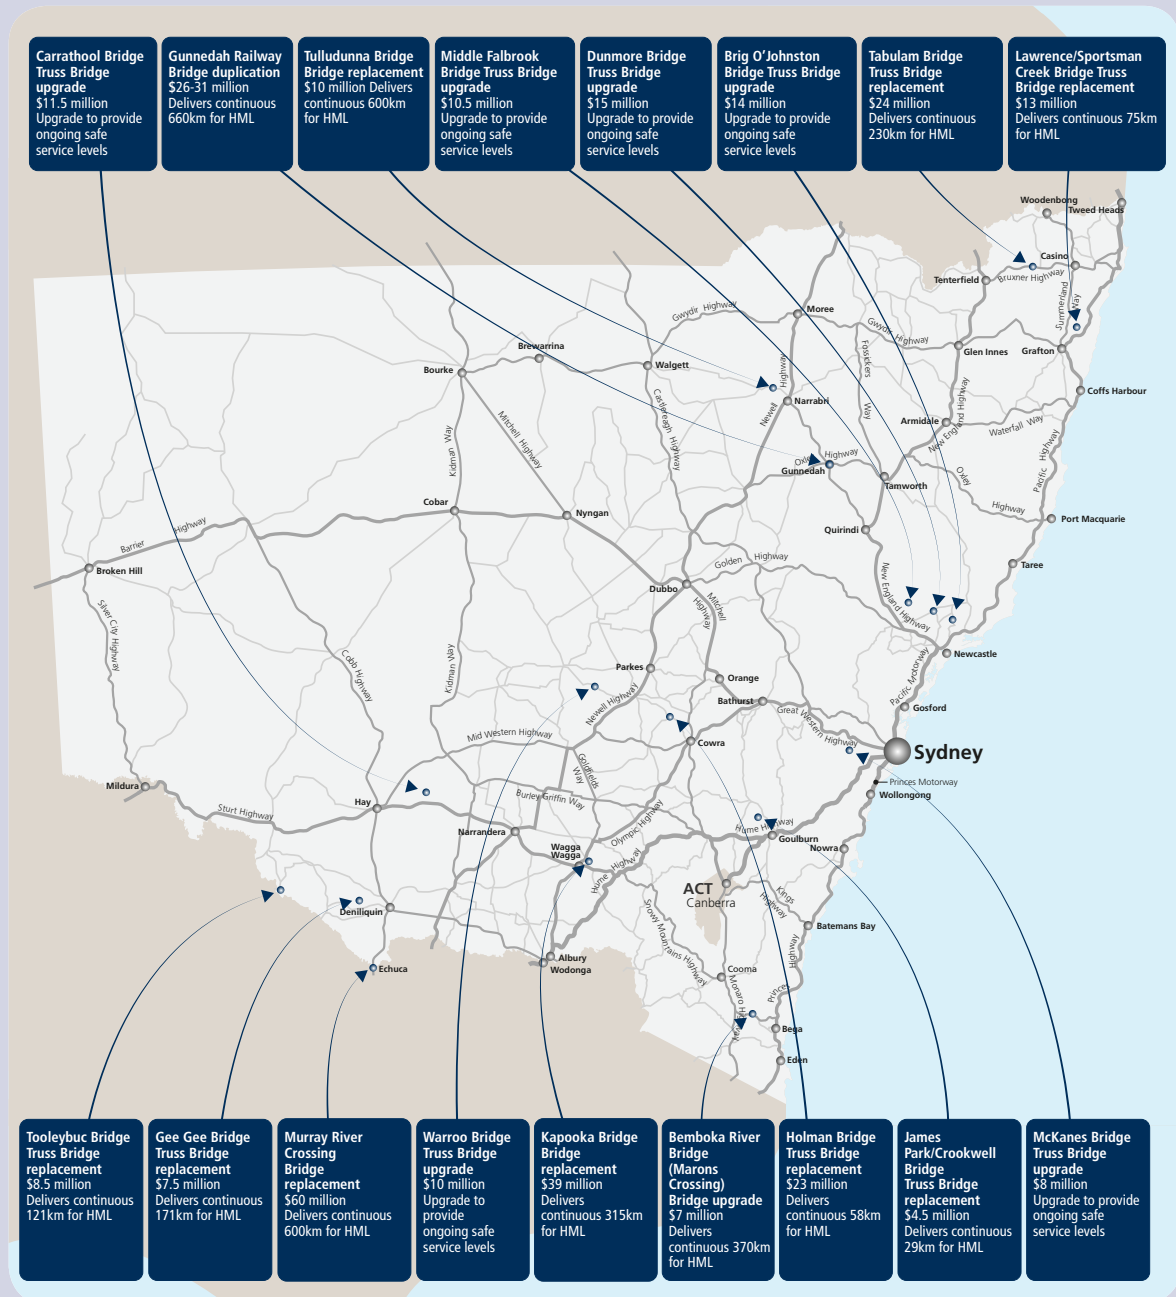 Carrathool Bridge
Truss Bridge
upgrade
$11.5 million
Upgrade to provide
ongoing safe
service levels
Gunnedah Railway
Bridge duplication
$26-31 million
Delivers continuous
660km for HML
Tulludunna Bridge
Bridge replacement
$10 million Delivers
continuous 600km
for HML
Middle Falbrook
Bridge Truss Bridge
upgrade
$10.5 million
Upgrade to provide
ongoing safe
service levels
Dunmore Bridge
Truss Bridge
upgrade
$15 million
Upgrade to provide
ongoing safe
service levels
Brig O’Johnston
Bridge Truss Bridge
upgrade
$14 million
Upgrade to provide
ongoing safe
service levels
Tabulam Bridge
Truss Bridge
replacement
$24 million
Delivers continuous
230km for HML
Lawrence/Sportsman
Creek Bridge Truss
Bridge replacement
$13 million
Delivers continuous 75km
for HML
Woodenbong
Tweed Heads
Casino
Tenterfield
Bruxner Highway
Summerland Way
Moree
Gwydir Highway
Gwydir Highway
Glen Innes
Grafton
Brewarrina
Bourke
Walgett
Fossickers Way
Newell Highway
Narrabri
Coffs Harbour
Armidale
New England Highway
Waterfall Way
Castlereagh Highway
Mitchell Highway
Kidman Way
Oxley Highway
Gunnedah
Tamworth
Oxley Highway
Pacific Highway
Cobar
Nyngan
Quirindi
Port Macquarie
Barrier Highway
Broken Hill
Golden Highway
Taree
Dubbo
Mitchell Highway
New England Highway
Silver City Highway
Cobb Highway
Kidman Way
Parkes
Newcastle
Orange
Newell Highway
Bathurst
Pacific Motorway
Gosford
Great Western Highway
Mid Western Highway
Cowra
Sydney
Goldfields Way
Princes Motorway
Wollongong
Mildura
Sturt Highway
Hay
Burley Griffin Way
Olympic Highway
Narrandera
Hume Highway
Goulburn
Nowra
Wagga
Wagga
Hume Highway
ACT
Canberra
Kings Highway
Deniliquin
Snowy Mountains Highway
Batemans Bay
Echuca
Albury
Wodonga
Cooma
Monaro Highway
Princes Highway
Bega
Eden
Tooleybuc Bridge
Truss Bridge
replacement
$8.5 million
Delivers continuous
121km for HML
Gee Gee Bridge
Truss Bridge
replacement
$7.5 million
Delivers continuous
171km for HML
Murray River
Crossing
Bridge
replacement
$60 million
Delivers continuous
600km for HML
Warroo Bridge
Truss Bridge
upgrade
$10 million
Upgrade to
provide
ongoing safe
service levels
Kapooka Bridge
Bridge
replacement
$39 million
Delivers
continuous 315km
for HML
Bemboka River
Bridge
(Marons
Crossing)
Bridge upgrade
$7 million
Delivers
continuous 370km
for HML
Holman Bridge
Truss Bridge
replacement
$23 million
Delivers
continuous 58km
for HML
James
Park/Crookwell
Bridge
Truss Bridge
replacement
$4.5 million
Delivers continuous
29km for HML
McKanes Bridge
Truss Bridge
upgrade
$8 million
Upgrade to provide
ongoing safe
service levels